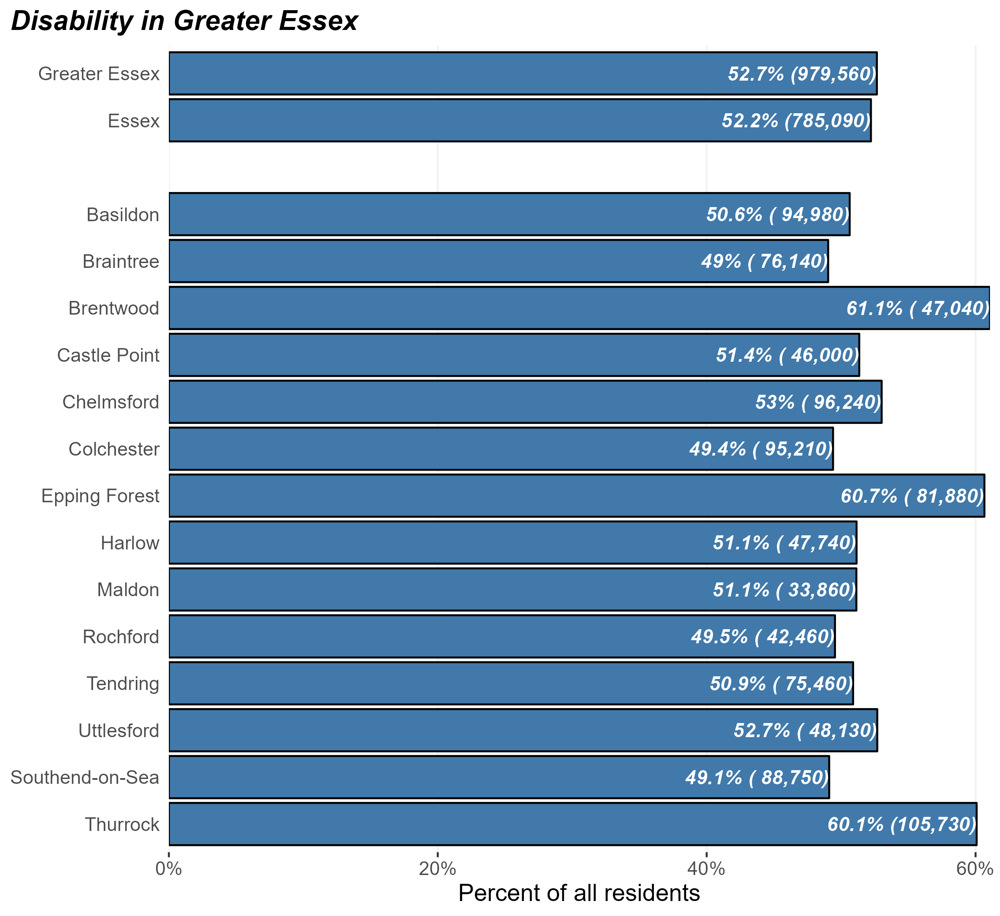 Disability in Greater Essex
Greater Essex 52.7% (979,560)
Essex 52.2% (785,090)
Basildon 50.6% ( 94,980)
Braintree 49% ( 76,140)
Brentwood 61.1% ( 47,040)
Castle Point 51.4% ( 46,000)
Chelmsford 53% ( 96,240)
Colchester 49.4% ( 95,210)
Epping Forest 60.7% ( 81,880)
Harlow 51.1% ( 47,740)
Maldon 51.1% ( 33,860)
Rochford 49.5% ( 42,460)
Tendring 50.9% ( 75,460)
Uttlesford 52.7% ( 48,130)
Southend-on-Sea 49.1% ( 88,750)
Thurrock 60.1% (105,730)
0% 20% 40% 60%
Percent of all residents